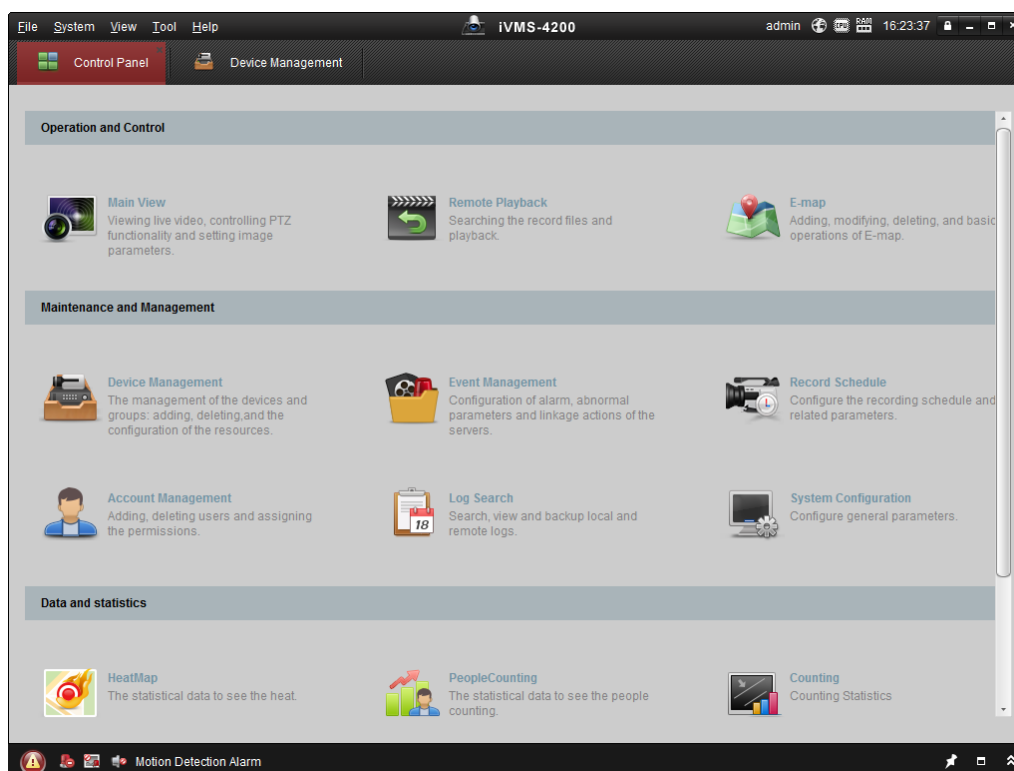 File System View Tool Help iVMS-4200 admin CPU RAM 16:23:37
Control Panel Device Management
Operation and Control
Main View
Viewing live video, controlling PTZ
functionality and setting image
parameters.
Remote Playback
Searching the record files and
playback.
E-map
Adding, modifying, deleting, and basic
operations of E-map.
Maintenance and Management
Device Management
The management of the devices and
groups: adding, deleting,and the
configuration of the resources.
Event Management
Configuration of alarm, abnormal
parameters and linkage actions of the
servers.
Record Schedule
Configure the recording schedule and
related parameters.
Account Management
Adding, deleting users and assigning
the permissions.
18
Log Search
Search, view and backup local and
remote logs.
System Configuration
Configure general parameters.
Data and statistics
HeatMap
The statistical data to see the heat.
PeopleCounting
The statistical data to see the people
counting.
Counting
Counting Statistics
Motion Detection Alarm